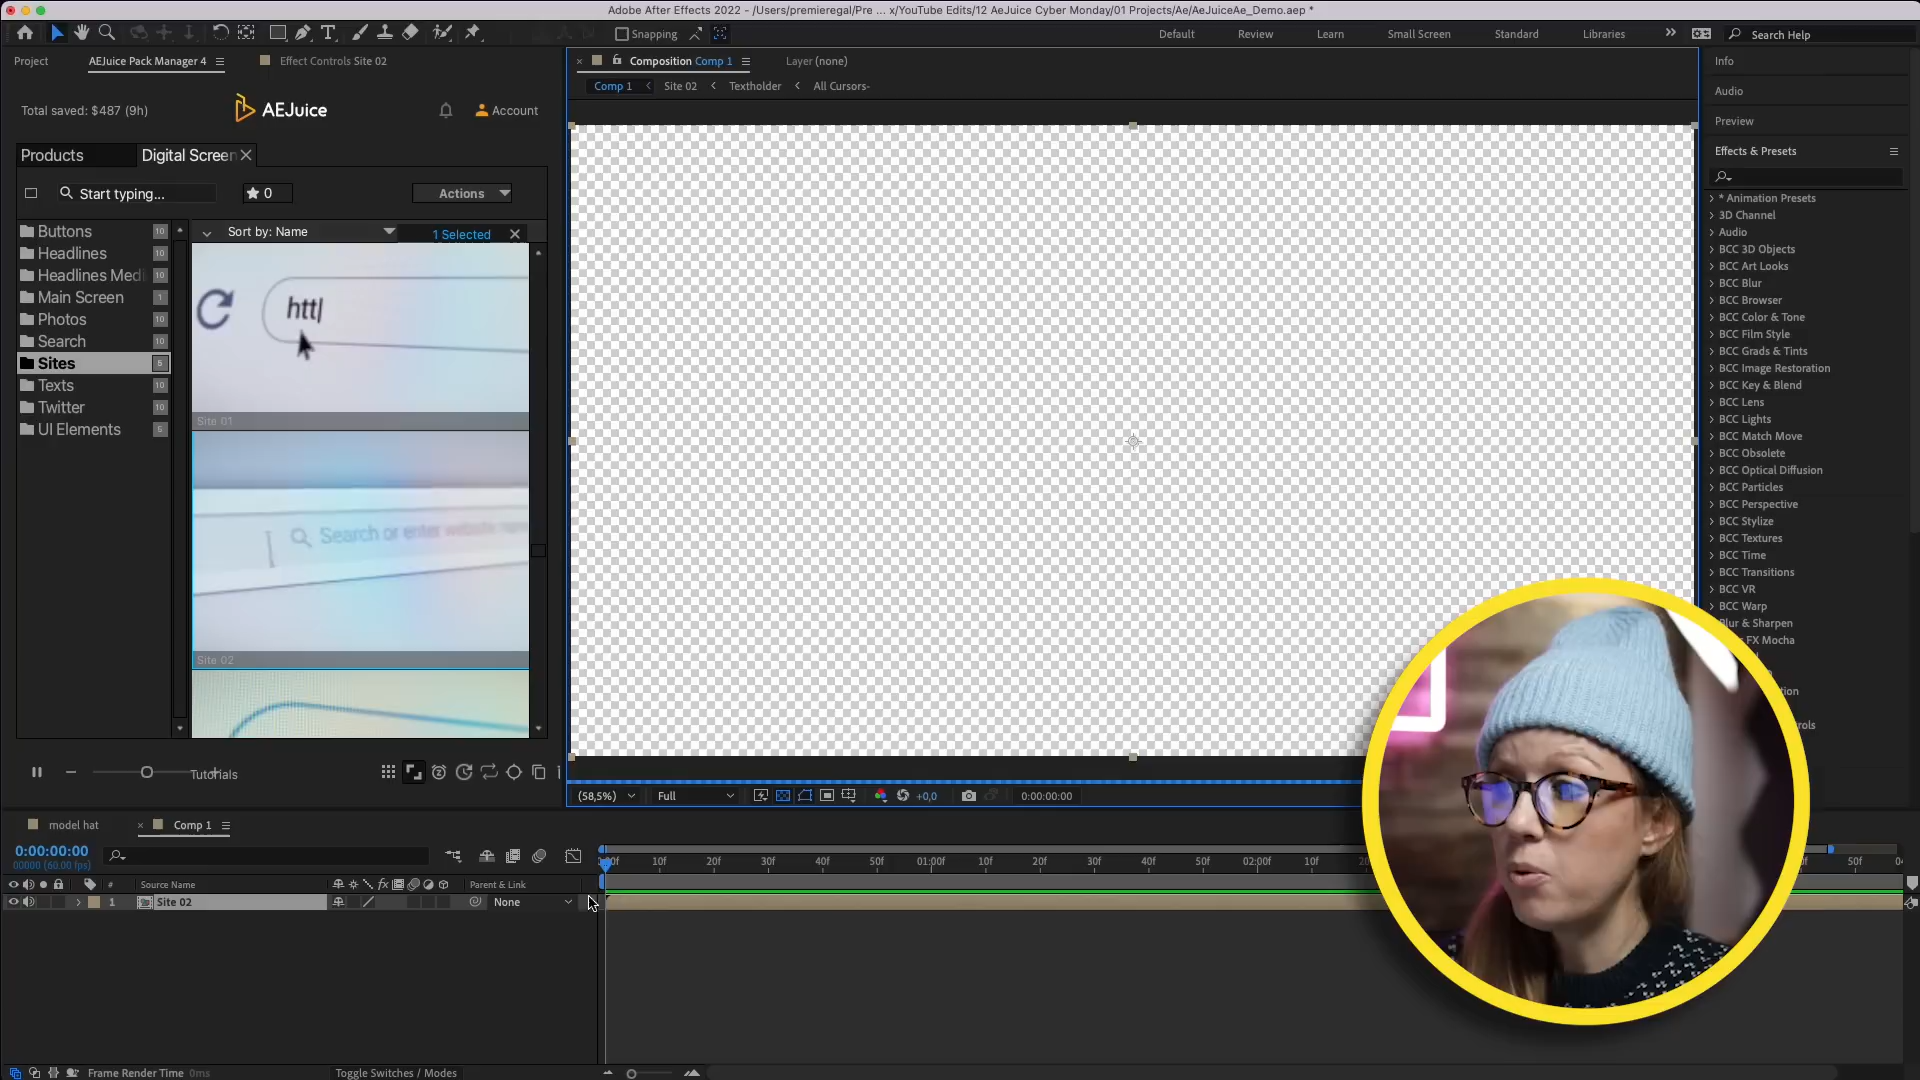 Adobe After Effects 2022 - /Users/premieregal/Pre ... x/YouTube Edits/12 AeJuice Cyber Monday/01 Projects/Ae/AeJuiceAe_Demo.aep *
Snapping
Default
Review
Learn
Small Screen
Standard
Libraries
Search Help
Project
AEJuice Pack Manager 4
Effect Controls Site 02
Composition Comp 1
Layer (none)
Comp 1
Site 02
Textholder
All Cursors-
Total saved: $487 (9h)
AEJuice
Account
Products
Digital Screen
Start typing...
0
Actions
Buttons 10
Headlines 10
Headlines Medi 10
Main Screen 1
Photos 10
Search 10
Sites 5
Texts 10
Twitter 10
UI Elements 5
Sort by: Name
1 Selected
htt
Site 01
Search or enter website name
Site 02
Tutorials
(58,5%)
Full
+0,0
0:00:00:00
Info
Audio
Preview
Effects & Presets
* Animation Presets
3D Channel
Audio
BCC 3D Objects
BCC Art Looks
BCC Blur
BCC Browser
BCC Color & Tone
BCC Film Style
BCC Grads & Tints
BCC Image Restoration
BCC Key & Blend
BCC Lens
BCC Lights
BCC Match Move
BCC Obsolete
BCC Optical Diffusion
BCC Particles
BCC Perspective
BCC Stylize
BCC Textures
BCC Time
BCC Transitions
BCC VR
BCC Warp
Blur & Sharpen
FX Mocha
model hat
Comp 1
0:00:00:00
00000 (60.00 fps)
:00f 10f 20f 30f 40f 50f 01:00f 10f 20f 30f 40f 50f 02:00f 10f 50f
# Source Name
Parent & Link
1 Site 02
None
Frame Render Time 0ms
Toggle Switches / Modes